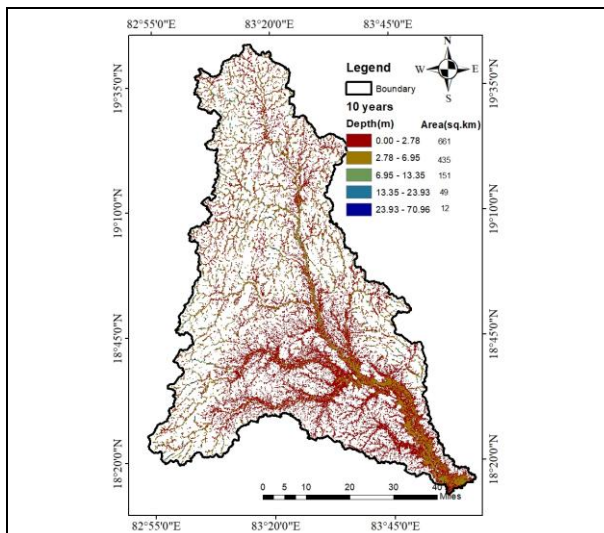 82°55'0"E 83°20'0"E 83°45'0"E
N
W E
S
Legend
Boundary
10 years
Depth(m) Area(sq.km)
0.00 - 2.78 661
2.78 - 6.95 435
6.95 - 13.35 151
13.35 - 23.93 49
23.93 - 70.96 12
19°35'0"N 19°35'0"N
19°10'0"N 19°10'0"N
18°45'0"N 18°45'0"N
18°20'0"N 18°20'0"N
0 5 10 20 30 40
Miles
82°55'0"E 83°20'0"E 83°45'0"E